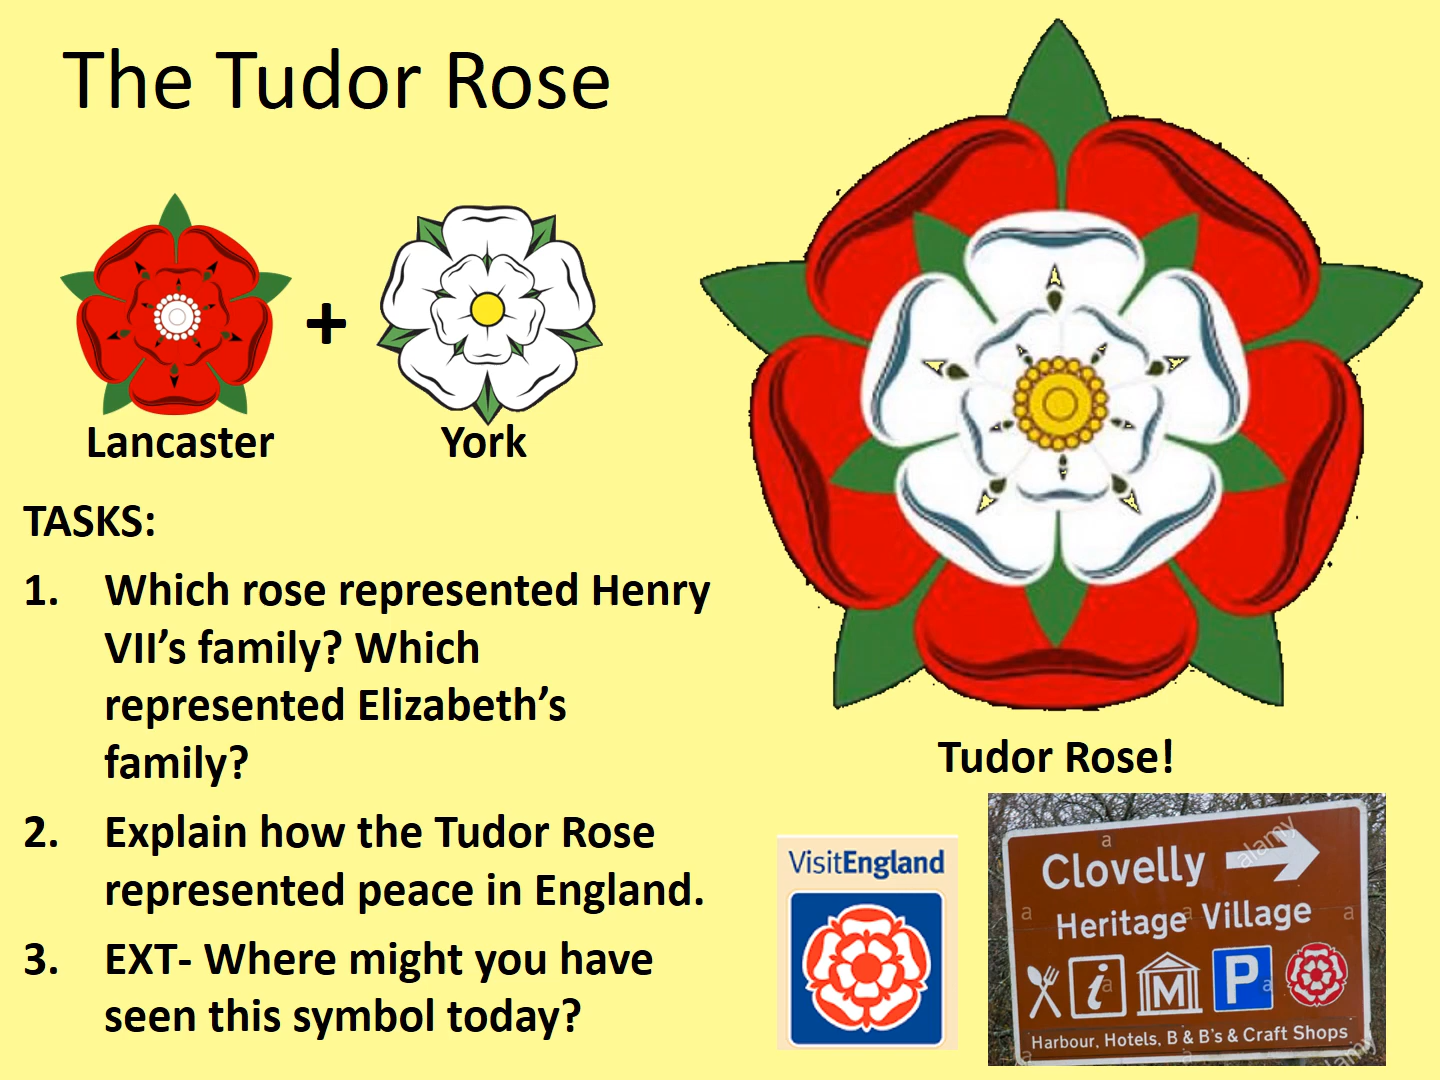 The Tudor Rose
+
Lancaster
York
TASKS:
1. Which rose represented Henry
VII’s family? Which
represented Elizabeth’s
family?
2. Explain how the Tudor Rose
represented peace in England.
3. EXT- Where might you have
seen this symbol today?
Tudor Rose!
VisitEngland
Clovelly
Heritage Village
i
M
P
Harbour, Hotels, B & B's & Craft Shops
a
alamy
a
a
a
a
a
a
a
alamy